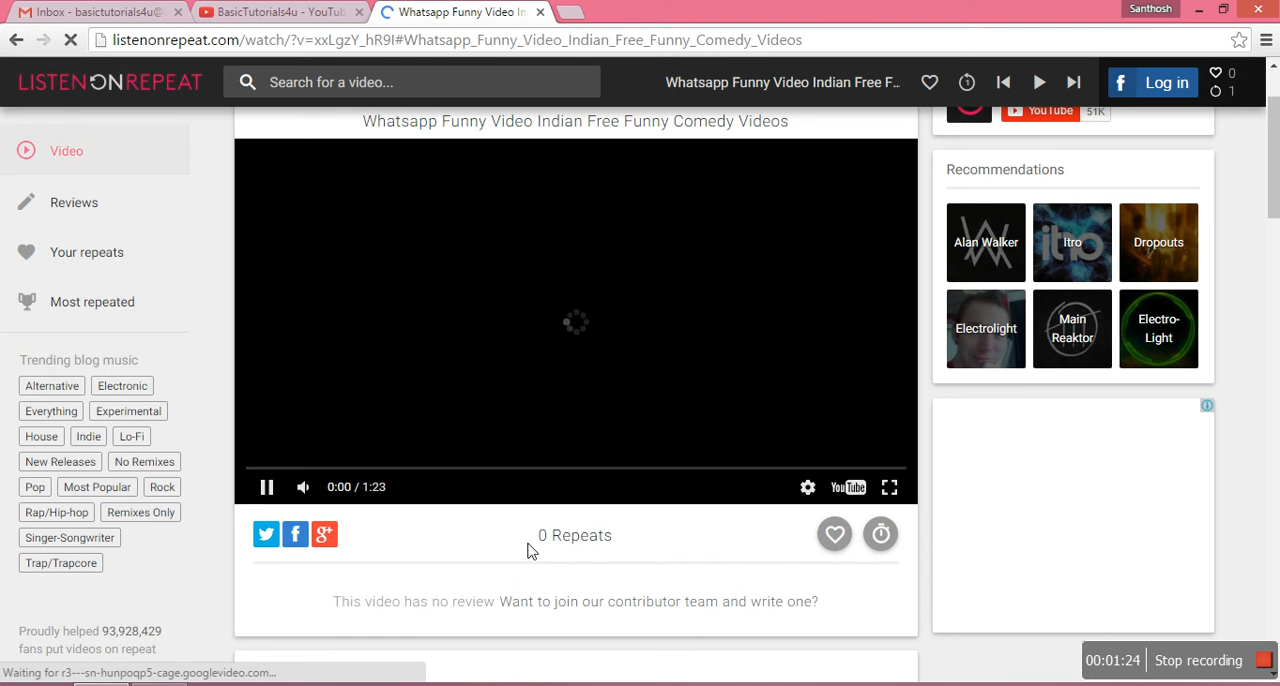 Inbox - basictutorials4u@
BasicTutorials4u - YouTub
Whatsapp Funny Video In
Santhosh
listenonrepeat.com/watch/?v=xxLgzY_hR9I#Whatsapp_Funny_Video_Indian_Free_Funny_Comedy_Videos
LISTENONREPEAT
Search for a video...
Whatsapp Funny Video Indian Free F..
1
f Log in
0
1
Whatsapp Funny Video Indian Free Funny Comedy Videos
YouTube 51K
Video
Reviews
Your repeats
Most repeated
Trending blog music
Alternative Electronic
Everything Experimental
House Indie Lo-Fi
New Releases No Remixes
Pop Most Popular Rock
Rap/Hip-hop Remixes Only
Singer-Songwriter
Trap/Trapcore
Proudly helped 93,928,429
fans put videos on repeat
0:00 / 1:23
YouTube
0 Repeats
This video has no review Want to join our contributor team and write one?
Recommendations
Alan Walker
itro
Itro
Dropouts
Electrolight
Main
Reaktor
Electro-
Light
Waiting for r3---sn-hunpoqp5-cage.googlevideo.com...
00:01:24 Stop recording